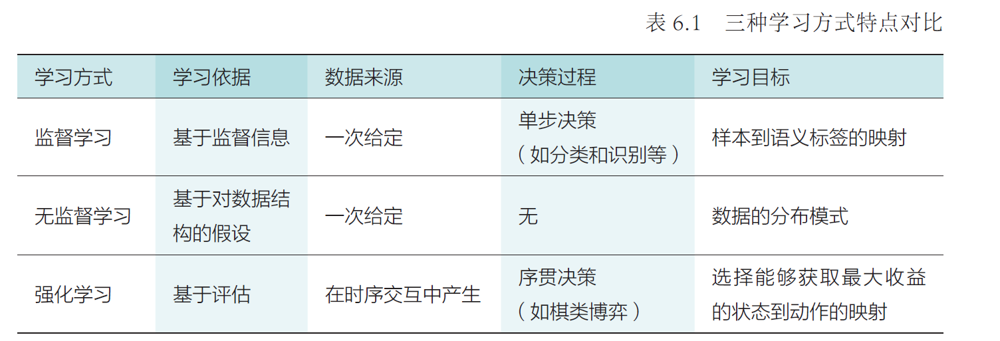 表 6.1 三种学习方式特点对比
学习方式 学习依据 数据来源 决策过程 学习目标
监督学习 基于监督信息 一次给定 单步决策
（如分类和识别等） 样本到语义标签的映射
无监督学习 基于对数据结
构的假设 一次给定 无 数据的分布模式
强化学习 基于评估 在时序交互中产生 序贯决策
（如棋类博弈） 选择能够获取最大收益
的状态到动作的映射